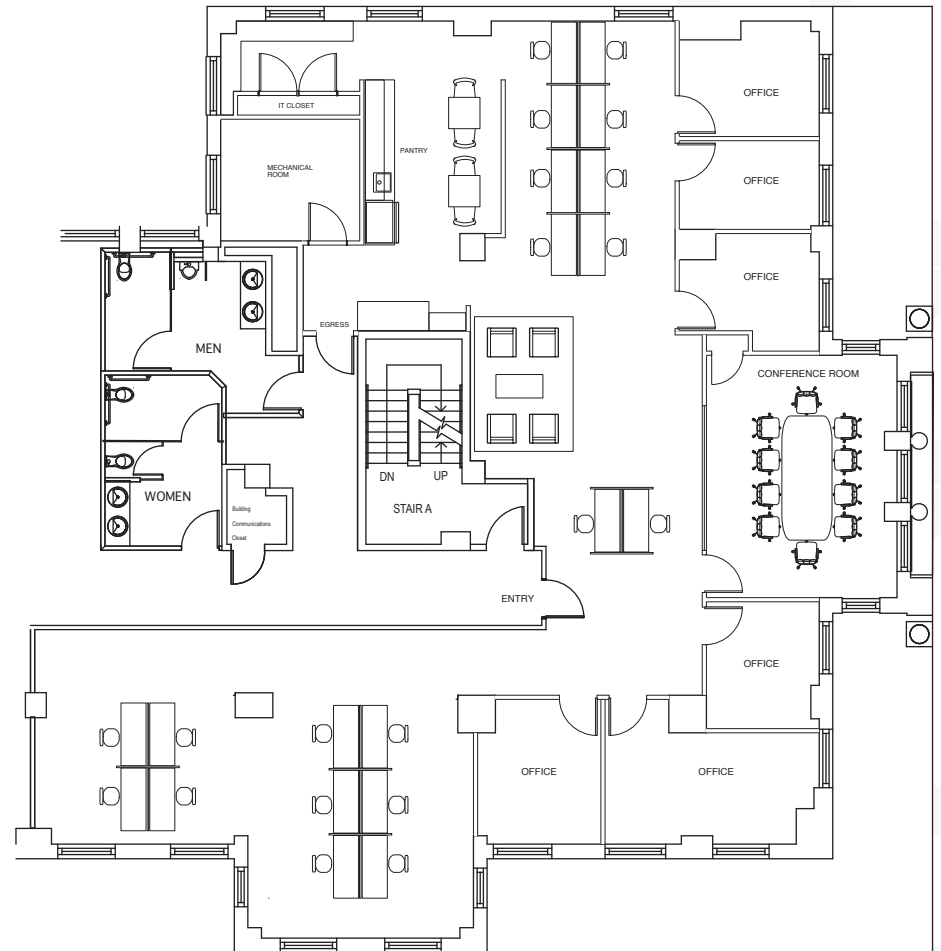 OFFICE
IT CLOSET
PANTRY
MECHANICAL
ROOM
OFFICE
OFFICE
EGRESS
MEN
CONFERENCE ROOM
DN
UP
WOMEN
STAIR A
Building
Communications
Closet
ENTRY
OFFICE
OFFICE
OFFICE